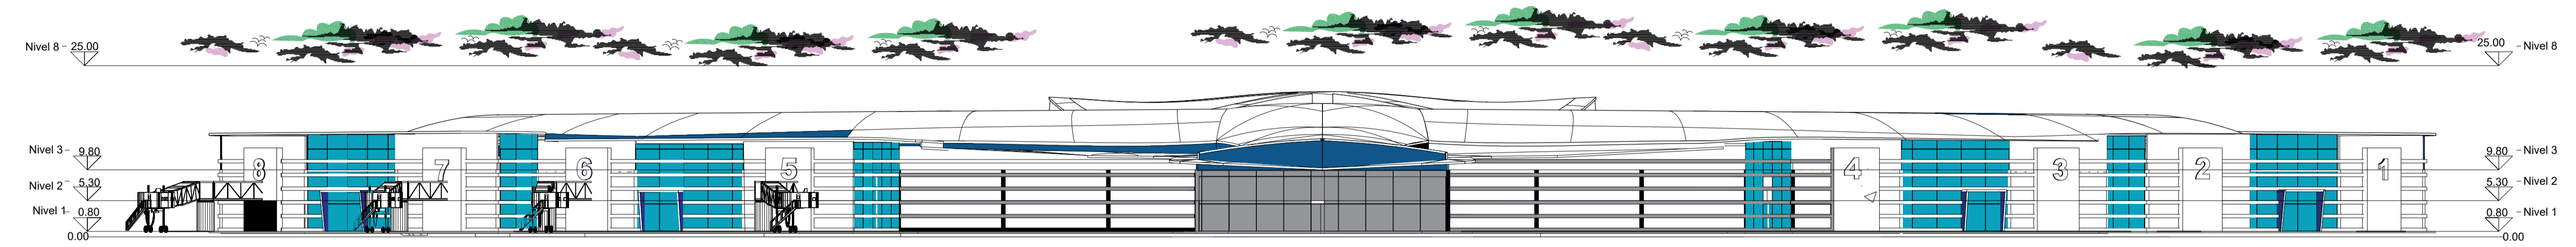 Nivel 8 25.00
25.00 Nivel 8
Nivel 3 9.80
9.80 Nivel 3
Nivel 2 5.30
5.30 Nivel 2
Nivel 1 0.80
0.80 Nivel 1
0.00
0.00
8 7 6 5 4 3 2 1